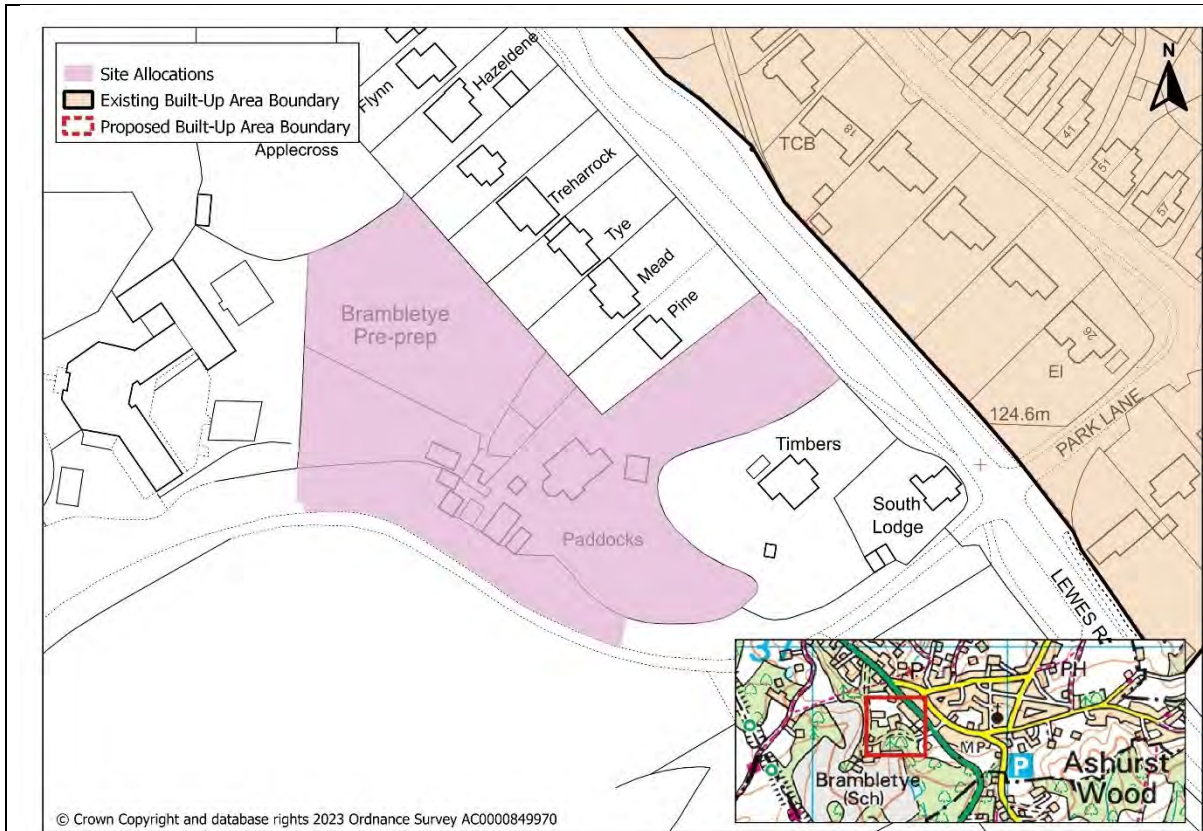 Site Allocations
Existing Built-Up Area Boundary
Proposed Built-Up Area Boundary
N
Flynn
Hazeldene
Applecross
Treharrock
Tye
Mead
Pine
TCB
18
41
51
57
26
El
124.6m
PARK LANE
Brambletye
Pre-prep
Paddocks
Timbers
South
Lodge
LEWES R
37
P
PH
MP
P
Brambletye
(Sch)
Ashurst
Wood
© Crown Copyright and database rights 2023 Ordnance Survey AC0000849970